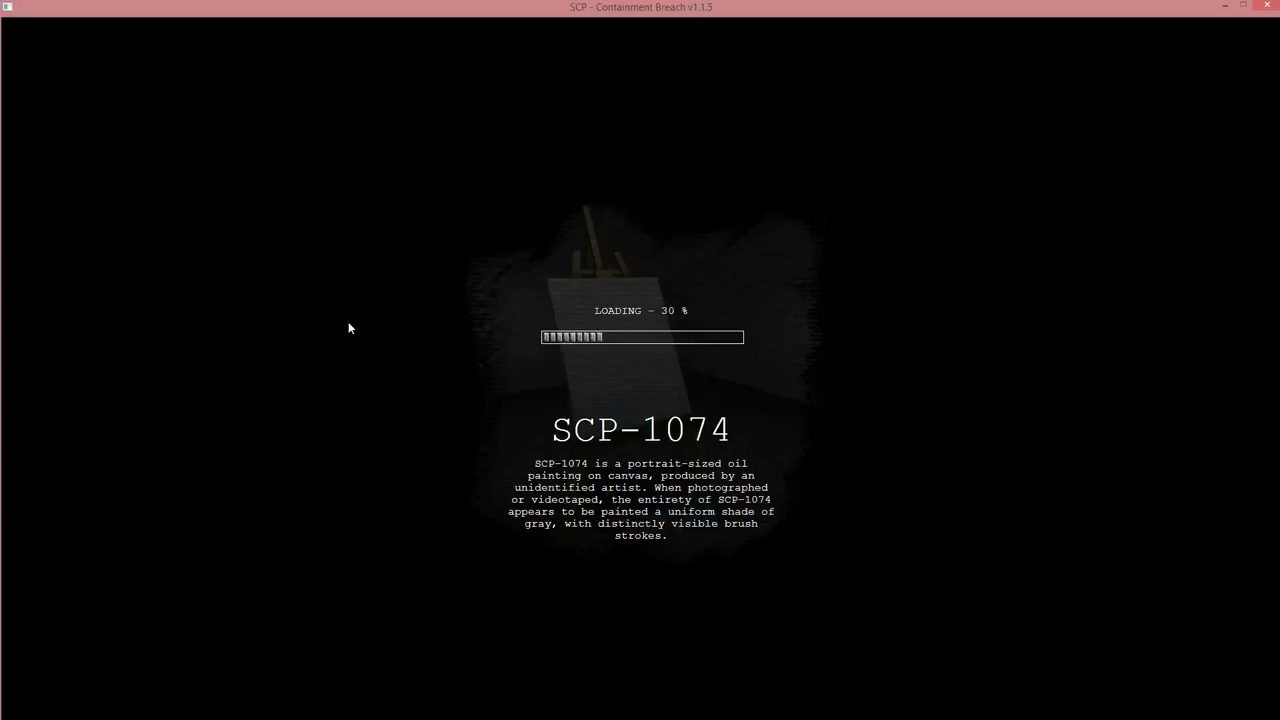 SCP - Containment Breach v1.1.5
LOADING - 30 %
SCP-1074
SCP-1074 is a portrait-sized oil
painting on canvas, produced by an
unidentified artist. When photographed
or videotaped, the entirety of SCP-1074
appears to be painted a uniform shade of
gray, with distinctly visible brush
strokes.